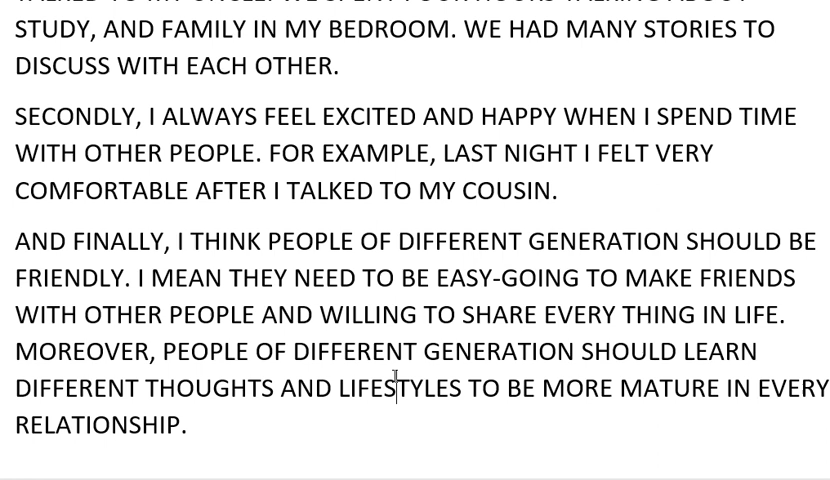 STUDY, AND FAMILY IN MY BEDROOM. WE HAD MANY STORIES TO
DISCUSS WITH EACH OTHER.
SECONDLY, I ALWAYS FEEL EXCITED AND HAPPY WHEN I SPEND TIME
WITH OTHER PEOPLE. FOR EXAMPLE, LAST NIGHT I FELT VERY
COMFORTABLE AFTER I TALKED TO MY COUSIN.
AND FINALLY, I THINK PEOPLE OF DIFFERENT GENERATION SHOULD BE
FRIENDLY. I MEAN THEY NEED TO BE EASY-GOING TO MAKE FRIENDS
WITH OTHER PEOPLE AND WILLING TO SHARE EVERY THING IN LIFE.
MOREOVER, PEOPLE OF DIFFERENT GENERATION SHOULD LEARN
DIFFERENT THOUGHTS AND LIFESTYLES TO BE MORE MATURE IN EVERY
RELATIONSHIP.